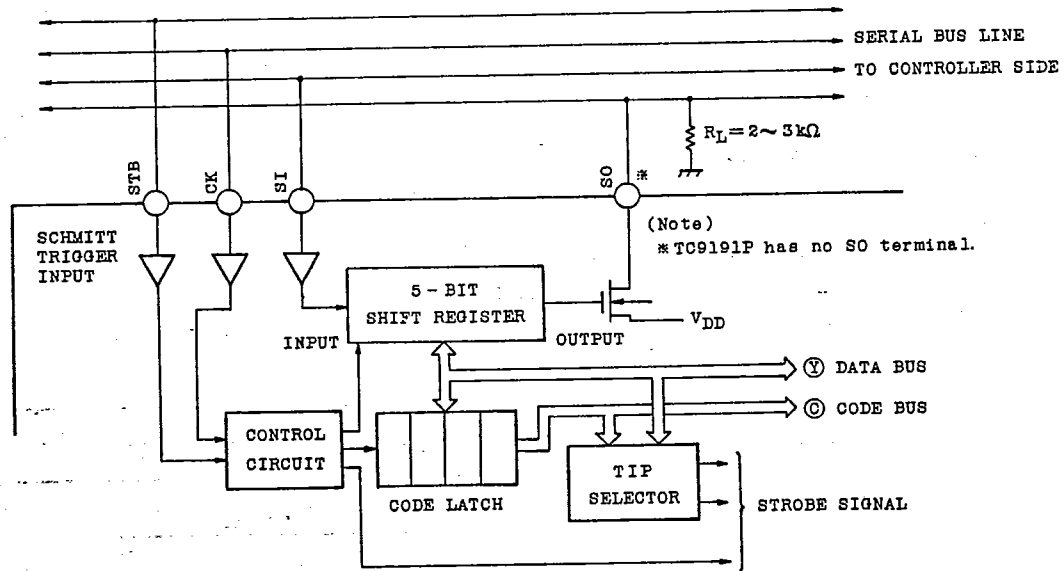 SERIAL BUS LINE
TO CONTROLLER SIDE
R_L=2~3kΩ
STB
CK
SI
SO
※
(Note)
※TC9191P has no SO terminal.
SCHMITT
TRIGGER
INPUT
5-BIT
SHIFT REGISTER
INPUT
OUTPUT
V_DD
Ⓨ DATA BUS
Ⓒ CODE BUS
CONTROL
CIRCUIT
CODE LATCH
TIP
SELECTOR
STROBE SIGNAL